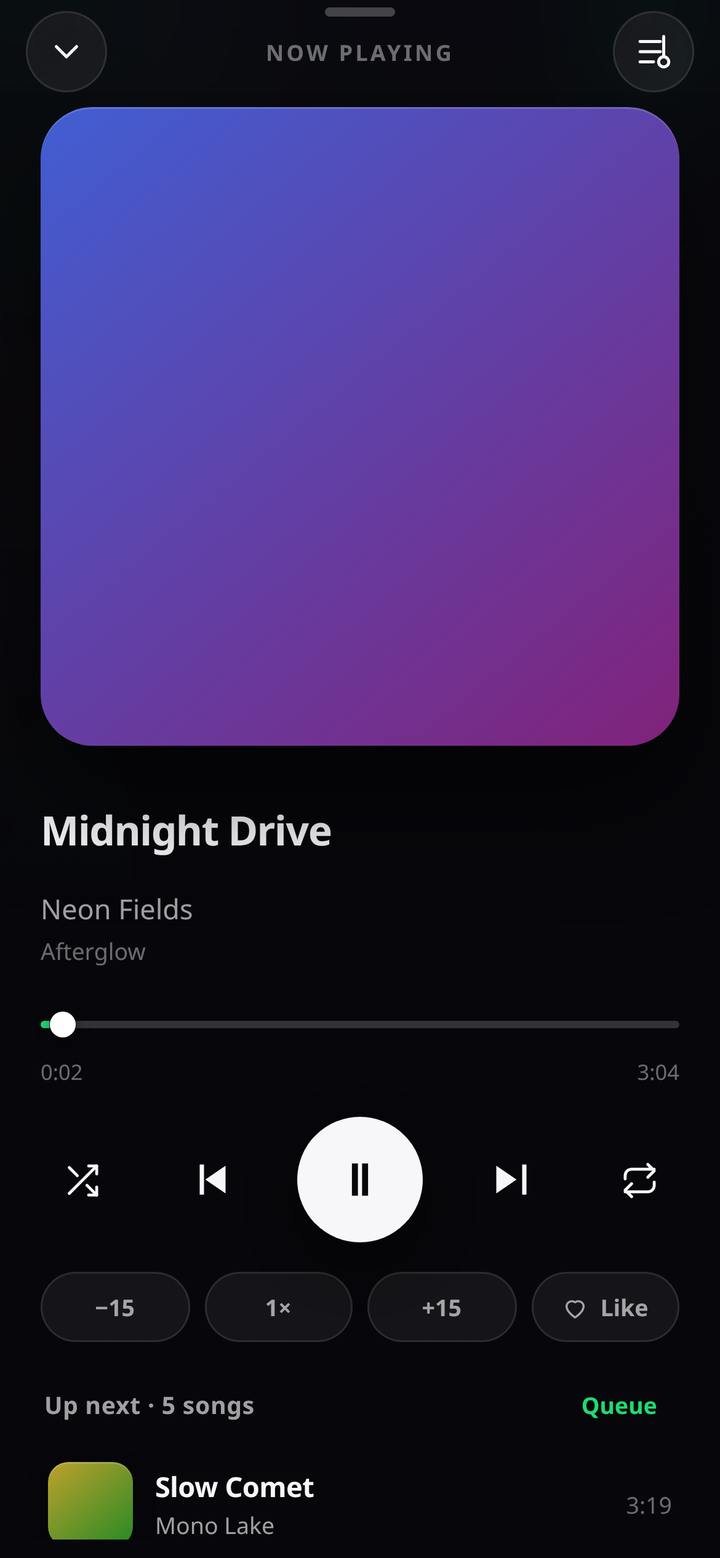 NOW PLAYING
Midnight Drive
Neon Fields
Afterglow
0:02 3:04
−15 1× +15 Like
Up next · 5 songs Queue
Slow Comet
3:19
Mono Lake